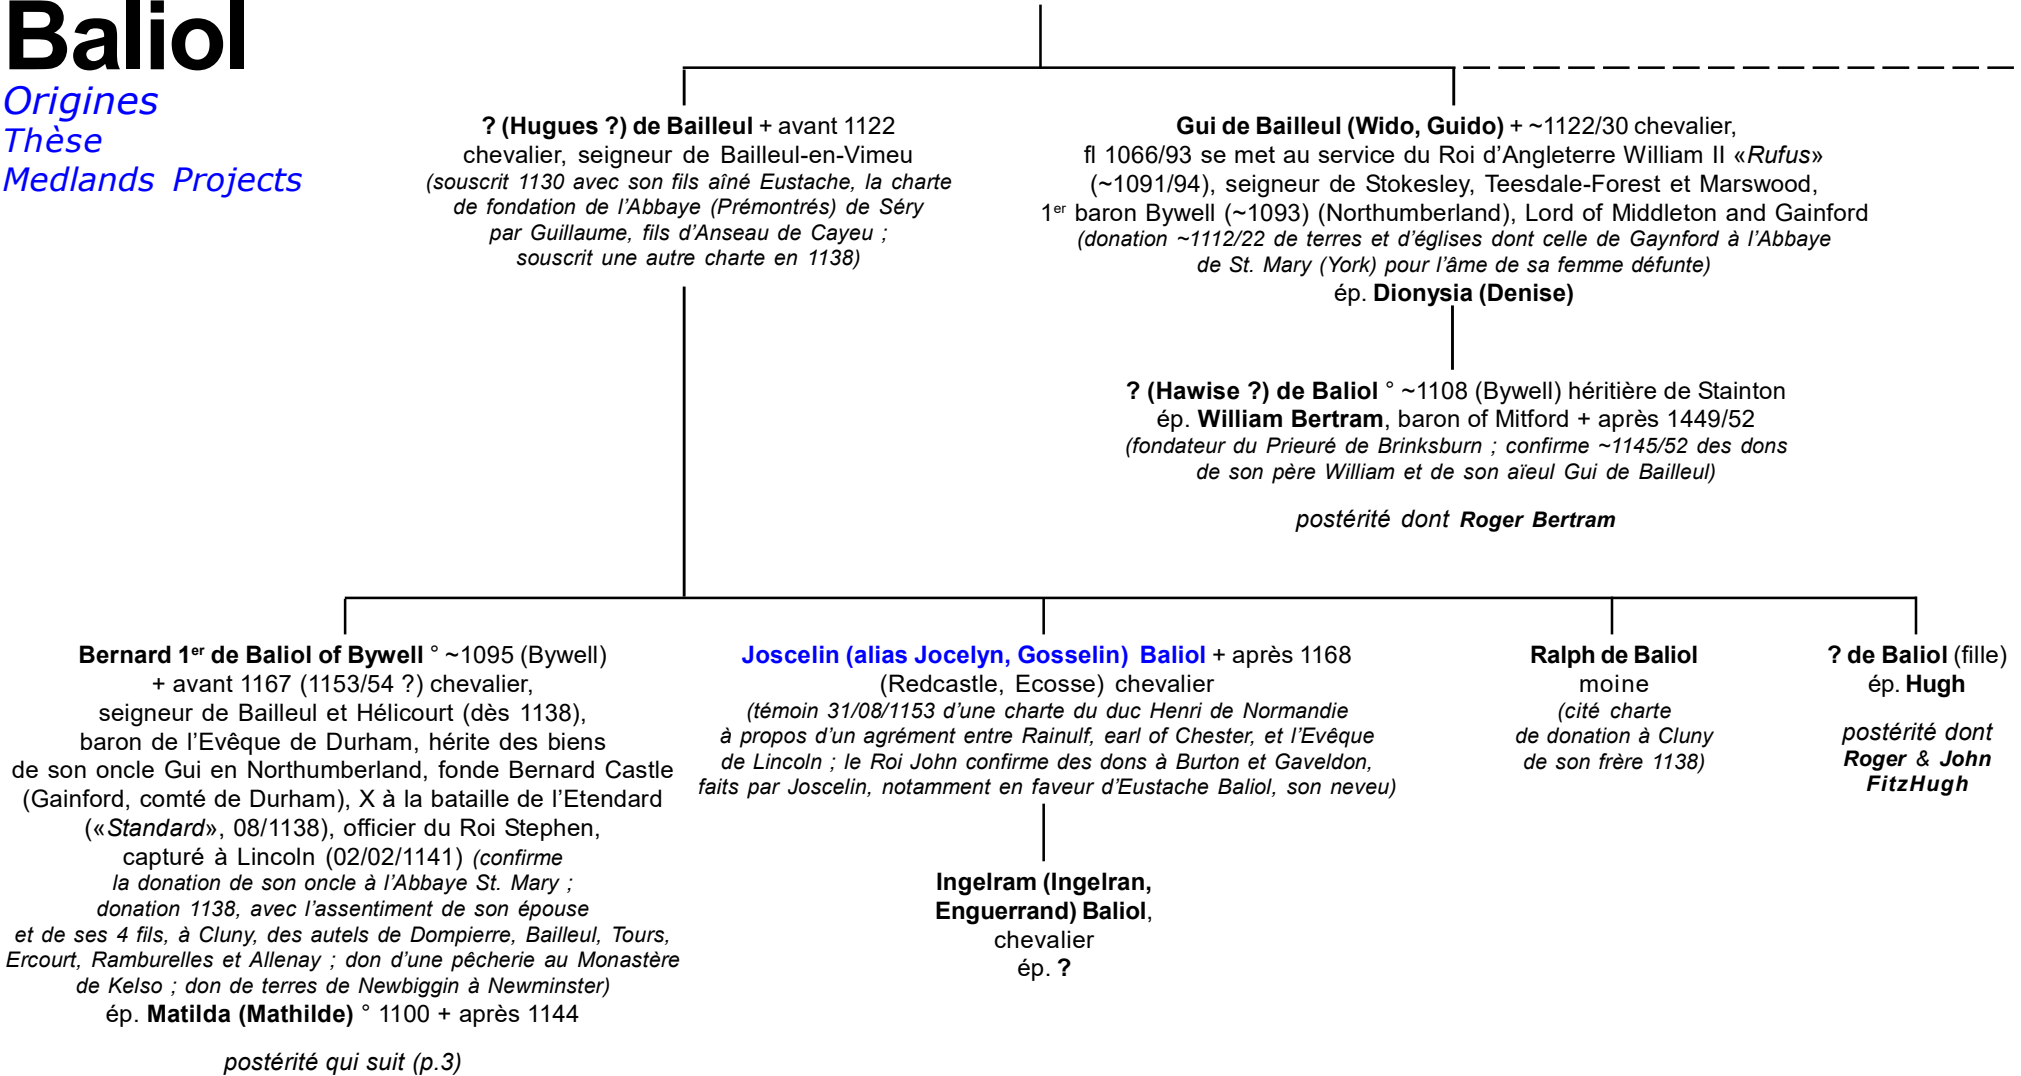 Baliol
Origines
Thèse
Medlands Projects
? (Hugues ?) de Bailleul + avant 1122
chevalier, seigneur de Bailleul-en-Vimeu
(souscrit 1130 avec son fils aîné Eustache, la charte
de fondation de l'Abbaye (Prémontrés) de Séry
par Guillaume, fils d'Anseau de Cayeu ;
souscrit une autre charte en 1138)
Gui de Bailleul (Wido, Guido) + ~1122/30 chevalier,
fl 1066/93 se met au service du Roi d'Angleterre William II «Rufus»
(~1091/94), seigneur de Stokesley, Teesdale-Forest et Marswood,
1er baron Bywell (~1093) (Northumberland), Lord of Middleton and Gainford
(donation ~1112/22 de terres et d'églises dont celle de Gaynford à l'Abbaye
de St. Mary (York) pour l'âme de sa femme défunte)
ép. Dionysia (Denise)
? (Hawise ?) de Baliol ° ~1108 (Bywell) héritière de Stainton
ép. William Bertram, baron of Mitford + après 1449/52
(fondateur du Prieuré de Brinksburn ; confirme ~1145/52 des dons
de son père William et de son aïeul Gui de Bailleul)
postérité dont Roger Bertram
Bernard 1er de Baliol of Bywell ° ~1095 (Bywell)
+ avant 1167 (1153/54 ?) chevalier,
seigneur de Bailleul et Hélicourt (dès 1138),
baron de l'Evêque de Durham, hérite des biens
de son oncle Gui en Northumberland, fonde Bernard Castle
(Gainford, comté de Durham), X à la bataille de l'Etendard
(«Standard», 08/1138), officier du Roi Stephen,
capturé à Lincoln (02/02/1141) (confirme
la donation de son oncle à l'Abbaye St. Mary ;
donation 1138, avec l'assentiment de son épouse
et de ses 4 fils, à Cluny, des autels de Dompierre, Bailleul, Tours,
Ercourt, Ramburelles et Allenay ; don d'une pêcherie au Monastère
de Kelso ; don de terres de Newbiggin à Newminster)
ép. Matilda (Mathilde) ° 1100 + après 1144
postérité qui suit (p.3)
Joscelin (alias Jocelyn, Gosselin) Baliol + après 1168
(Redcastle, Ecosse) chevalier
(témoin 31/08/1153 d'une charte du duc Henri de Normandie
à propos d'un agrément entre Rainulf, earl of Chester, et l'Evêque
de Lincoln ; le Roi John confirme des dons à Burton et Gaveldon,
faits par Joscelin, notamment en faveur d'Eustache Baliol, son neveu)
Ingelram (Ingelran,
Enguerrand) Baliol,
chevalier
ép. ?
Ralph de Baliol
moine
(cité charte
de donation à Cluny
de son frère 1138)
? de Baliol (fille)
ép. Hugh
postérité dont
Roger & John
FitzHugh